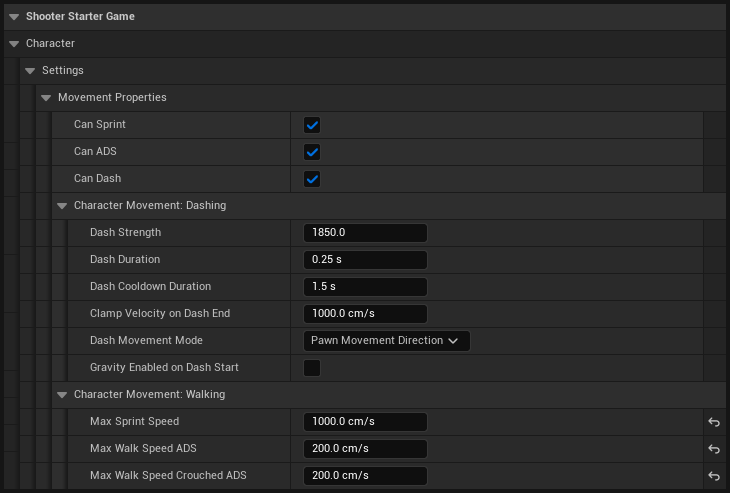 Shooter Starter Game
Character
Settings
Movement Properties
Can Sprint
Can ADS
Can Dash
Character Movement: Dashing
Dash Strength 1850.0
Dash Duration 0.25 s
Dash Cooldown Duration 1.5 s
Clamp Velocity on Dash End 1000.0 cm/s
Dash Movement Mode Pawn Movement Direction
Gravity Enabled on Dash Start
Character Movement: Walking
Max Sprint Speed 1000.0 cm/s
Max Walk Speed ADS 200.0 cm/s
Max Walk Speed Crouched ADS 200.0 cm/s